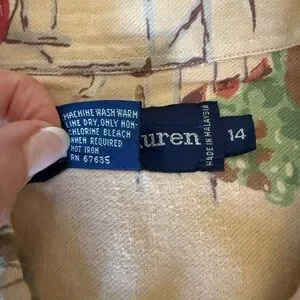 MACHINE WASH WARM
LINE DRY, ONLY NON-
CHLORINE BLEACH
WHEN REQUIRED
HOT IRON
RN 67635
uren
MADE IN MALAYSIA
14